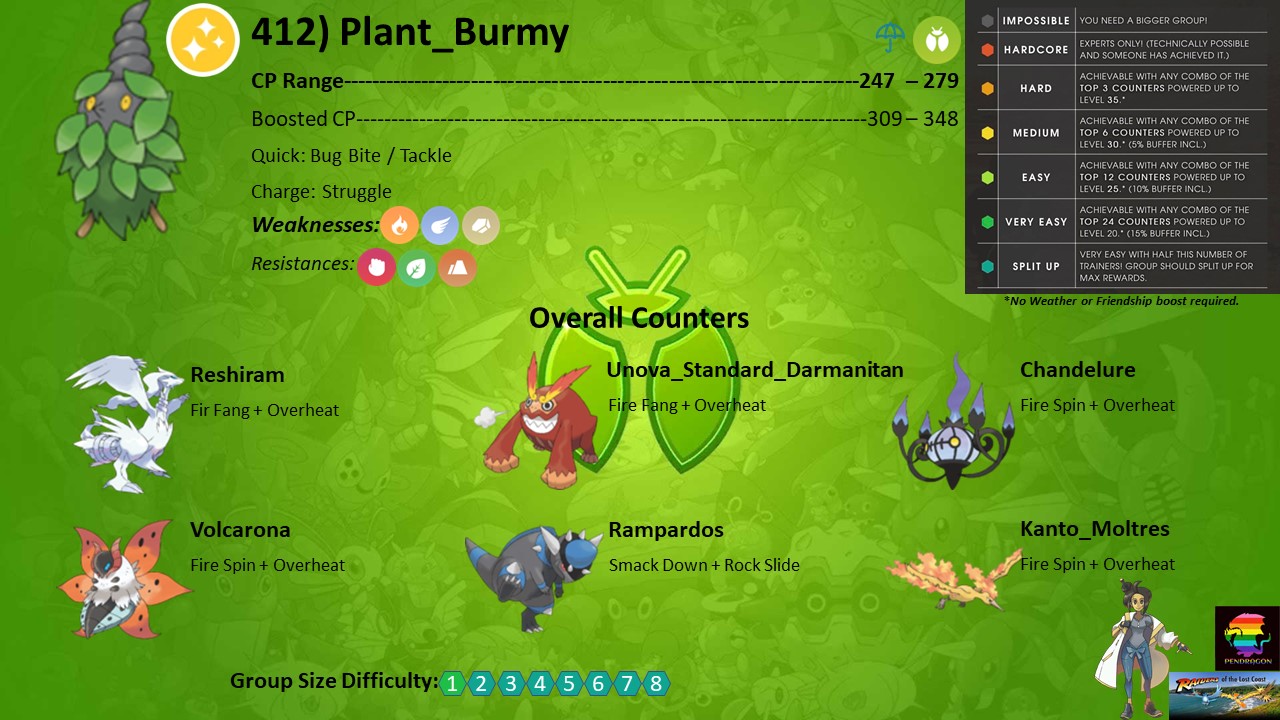 412) Plant_Burmy
CP Range---------------------------------------------------------------------------247 – 279
Boosted CP---------------------------------------------------------------------------309 – 348
Quick: Bug Bite / Tackle
Charge: Struggle
Weaknesses:
Resistances:
IMPOSSIBLE YOU NEED A BIGGER GROUP!
HARDCORE EXPERTS ONLY! (TECHNICALLY POSSIBLE
AND SOMEONE HAS ACHIEVED IT.)
HARD ACHIEVABLE WITH ANY COMBO OF THE
TOP 3 COUNTERS POWERED UP TO
LEVEL 35.*
MEDIUM ACHIEVABLE WITH ANY COMBO OF THE
TOP 6 COUNTERS POWERED UP TO
LEVEL 30.* (5% BUFFER INCL.)
EASY ACHIEVABLE WITH ANY COMBO OF THE
TOP 12 COUNTERS POWERED UP TO
LEVEL 25.* (10% BUFFER INCL.)
VERY EASY ACHIEVABLE WITH ANY COMBO OF THE
TOP 24 COUNTERS POWERED UP TO
LEVEL 20.* (15% BUFFER INCL.)
SPLIT UP VERY EASY WITH HALF THIS NUMBER OF
TRAINERS! GROUP SHOULD SPLIT UP FOR
MAX REWARDS.
*No Weather or Friendship boost required.
Overall Counters
Reshiram
Fir Fang + Overheat
Unova_Standard_Darmanitan
Fire Fang + Overheat
Chandelure
Fire Spin + Overheat
Volcarona
Fire Spin + Overheat
Rampardos
Smack Down + Rock Slide
Kanto_Moltres
Fire Spin + Overheat
Group Size Difficulty: 1 2 3 4 5 6 7 8
PENDRAGON
RAIDERS of the Lost Coast